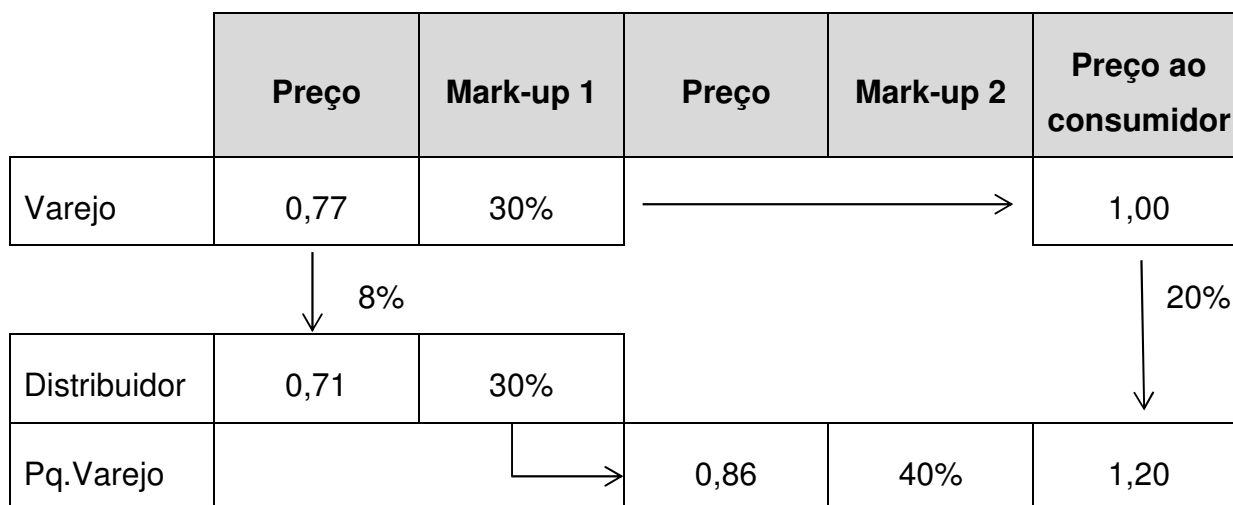 Preço Mark-up 1 Preço Mark-up 2 Preço ao
consumidor
Varejo 0,77 30% 1,00
8% 20%
Distribuidor 0,71 30%
Pq.Varejo 0,86 40% 1,20